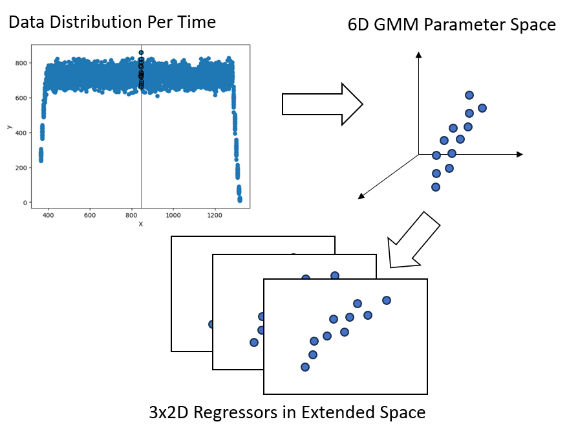 Data Distribution Per Time
6D GMM Parameter Space
800
600
400
200
0
y
400 600 800 1000 1200
X
3x2D Regressors in Extended Space